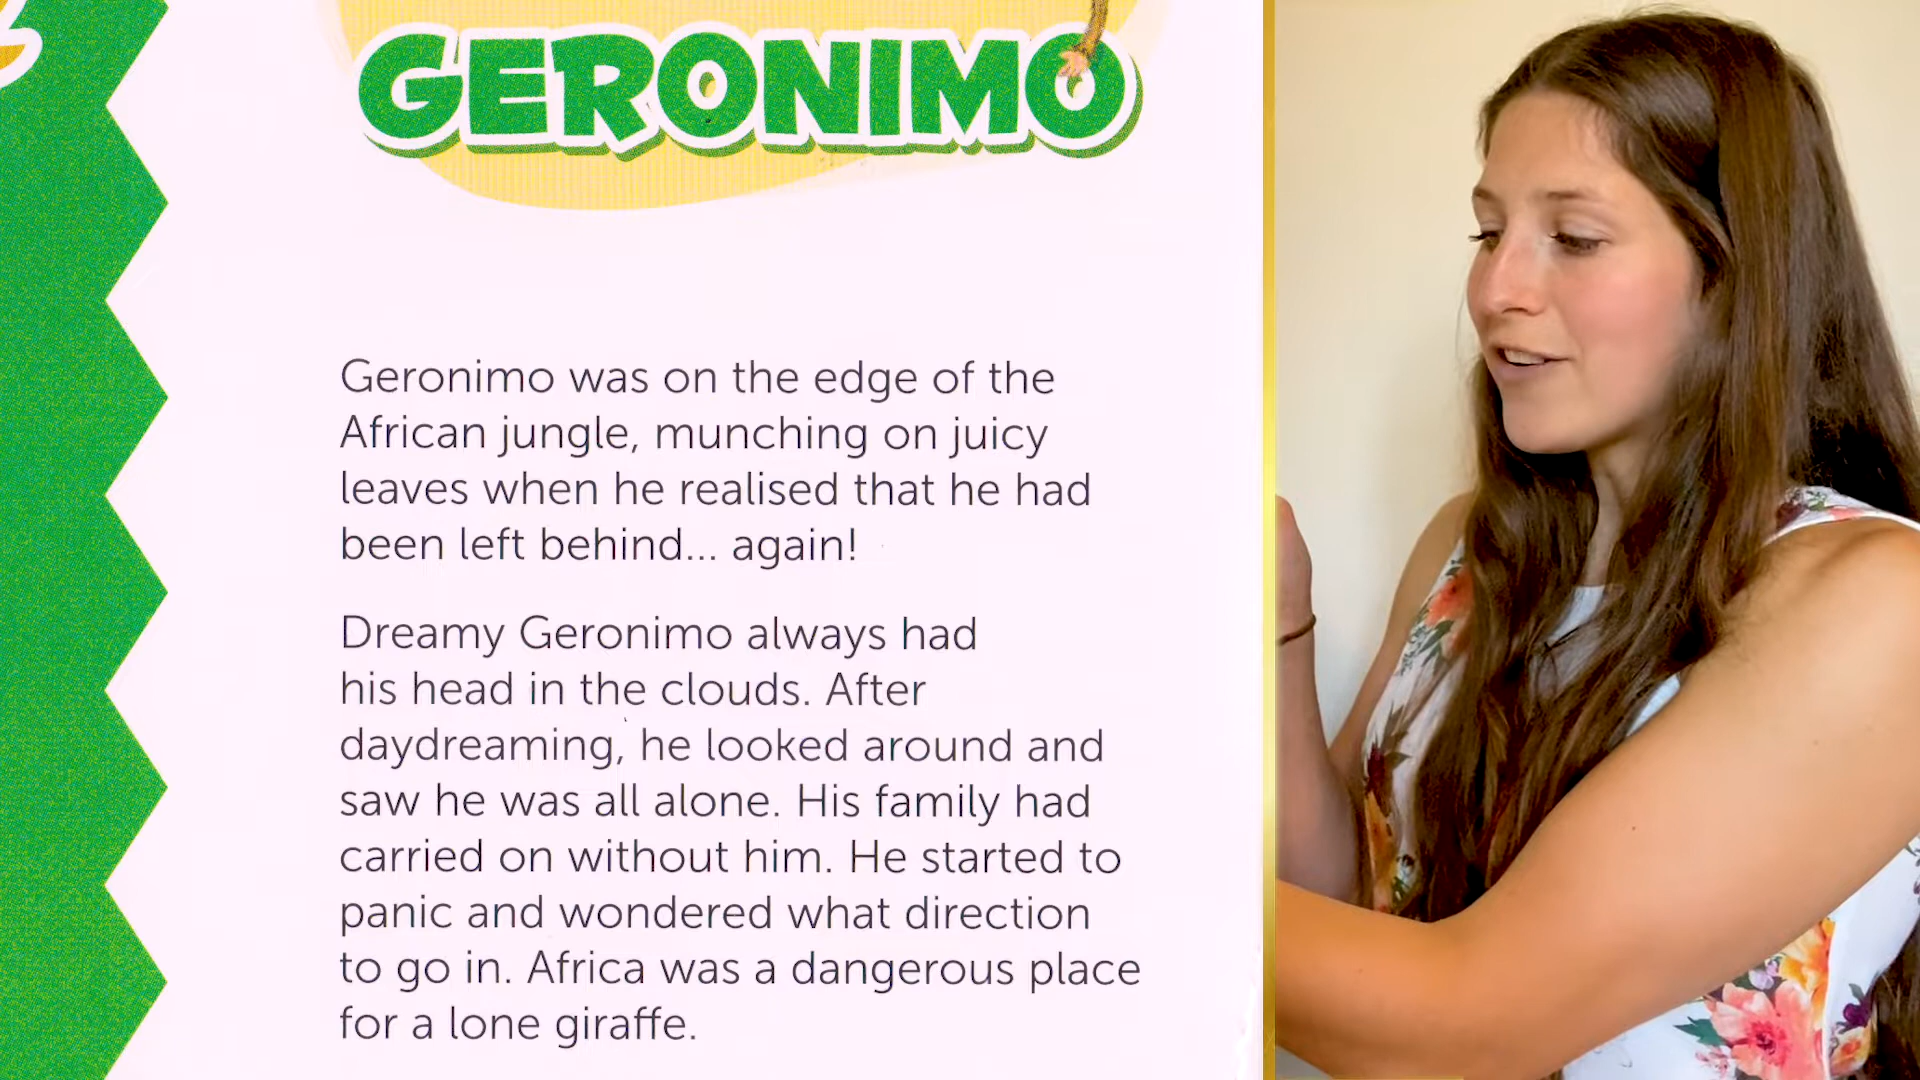 GERONIMO
Geronimo was on the edge of the
African jungle, munching on juicy
leaves when he realised that he had
been left behind... again!
Dreamy Geronimo always had
his head in the clouds. After
daydreaming, he looked around and
saw he was all alone. His family had
carried on without him. He started to
panic and wondered what direction
to go in. Africa was a dangerous place
for a lone giraffe.